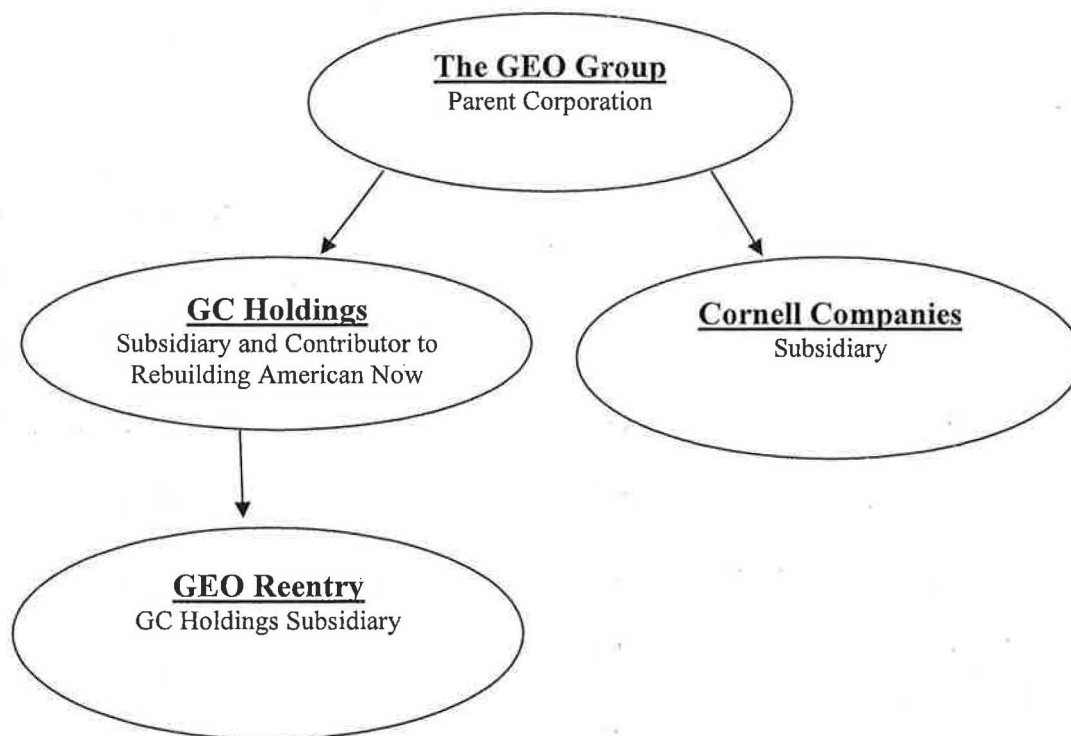 The GEO Group
Parent Corporation
GC Holdings
Subsidiary and Contributor to
Rebuilding American Now
Cornell Companies
Subsidiary
GEO Reentry
GC Holdings Subsidiary